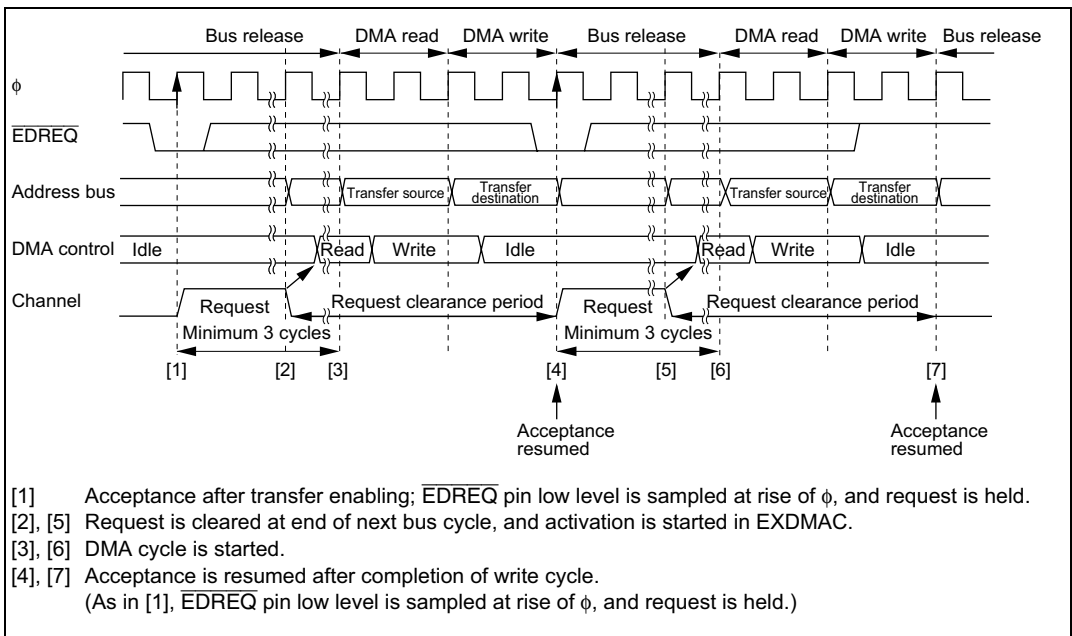 Bus release DMA read DMA write Bus release DMA read DMA write Bus release
ϕ
EDREQ
Address bus Transfer source Transfer destination Transfer source Transfer destination
DMA control Idle Read Write Idle Read Write Idle
Channel Request Request clearance period Request Request clearance period
Minimum 3 cycles Minimum 3 cycles
[1] [2] [3] [4] [5] [6] [7]
Acceptance resumed Acceptance resumed
[1] Acceptance after transfer enabling; EDREQ pin low level is sampled at rise of ϕ, and request is held.
[2], [5] Request is cleared at end of next bus cycle, and activation is started in EXDMAC.
[3], [6] DMA cycle is started.
[4], [7] Acceptance is resumed after completion of write cycle.
(As in [1], EDREQ pin low level is sampled at rise of ϕ, and request is held.)